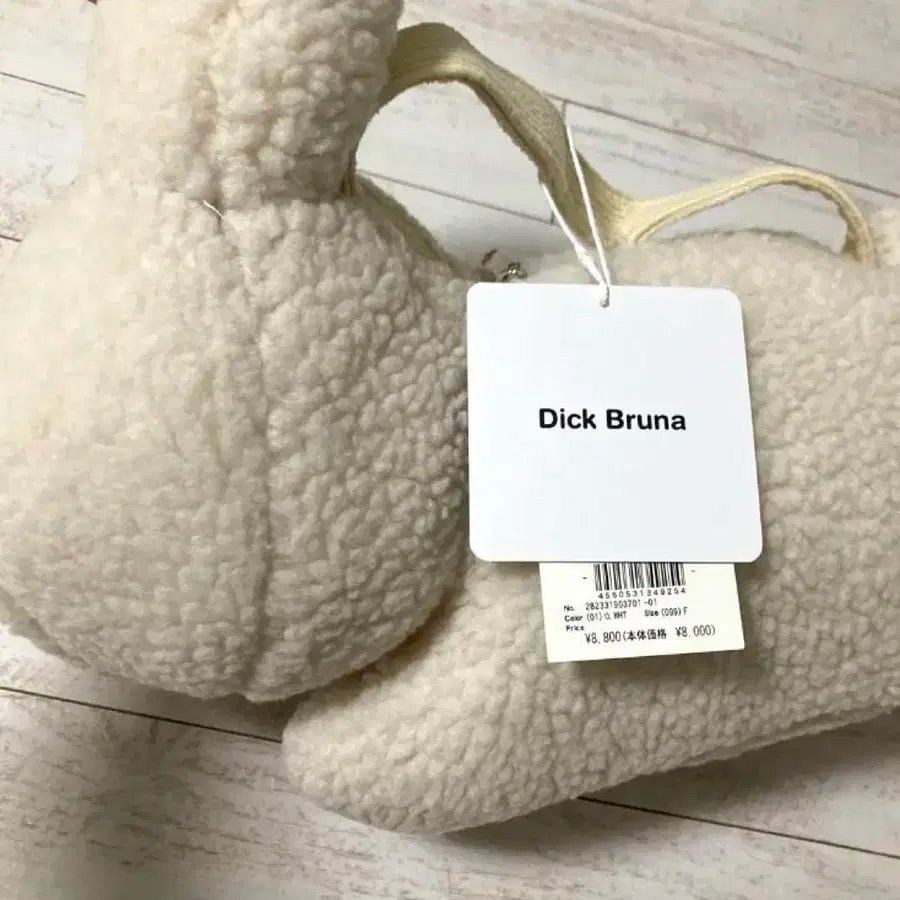 Dick Bruna
4550531349254
No. 282331903701-01
Color (01) O.WHT Size (099) F
Price
¥8,800(本体価格 ¥8,000)